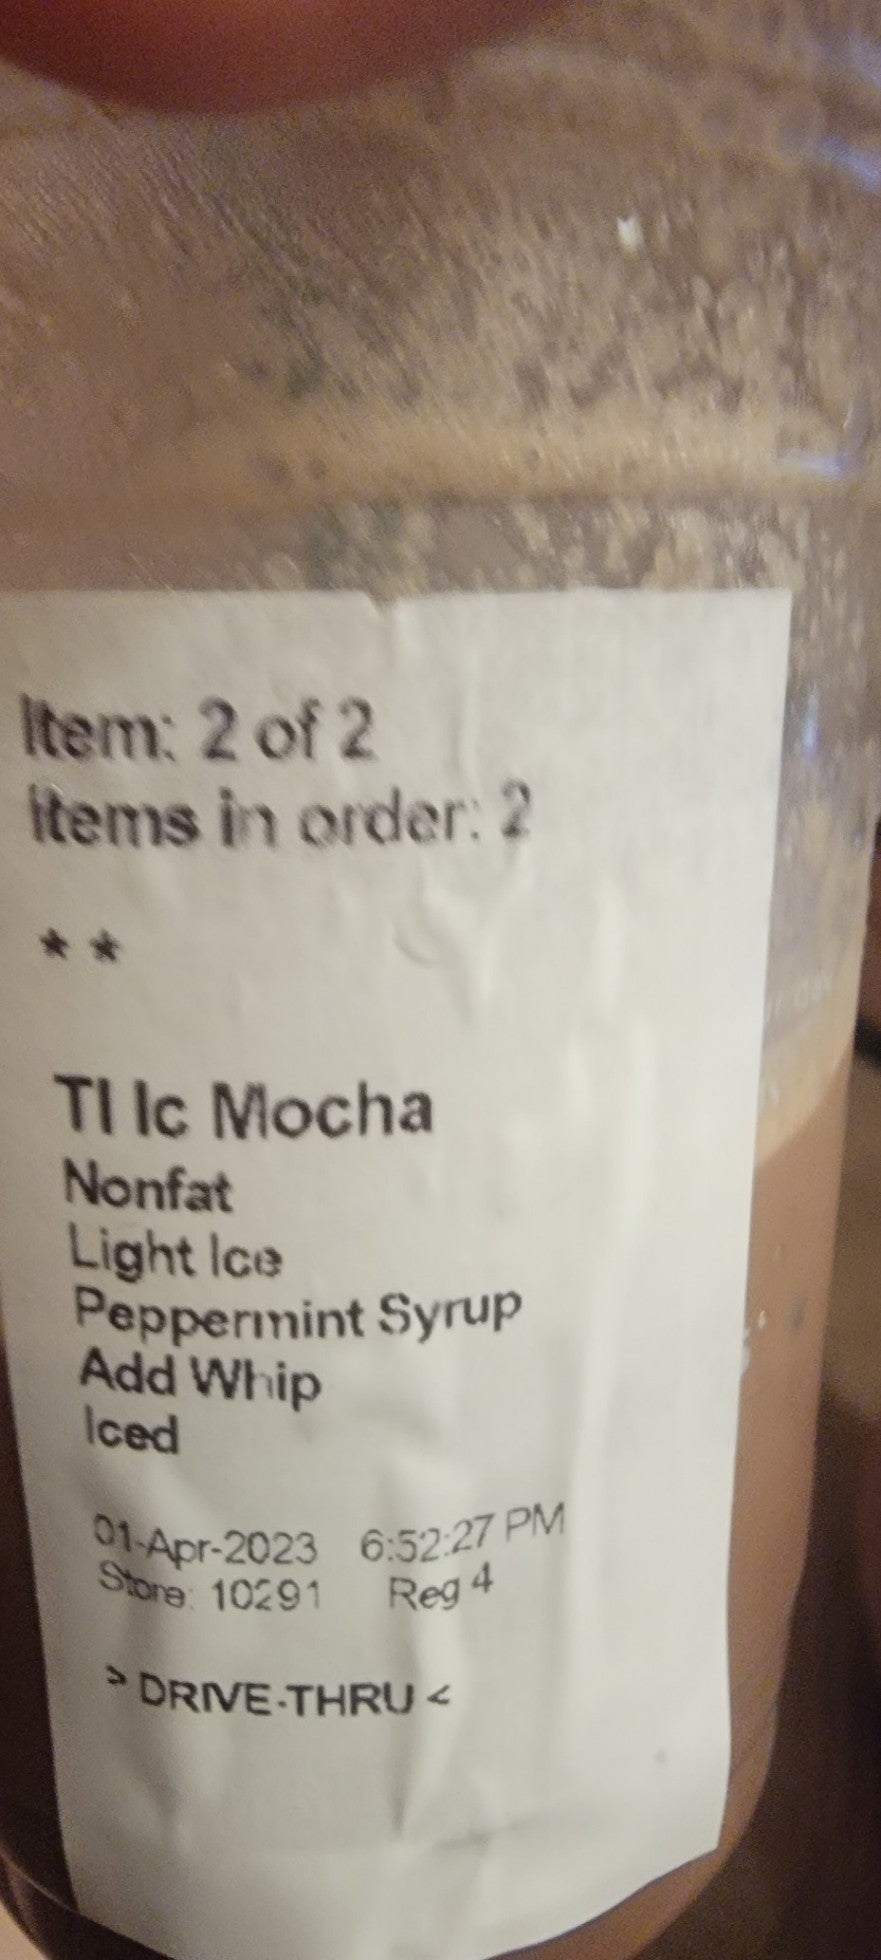 Item: 2 of 2
Items in order: 2
* *
Tl Ic Mocha
Nonfat
Light Ice
Peppermint Syrup
Add Whip
Iced
01-Apr-2023 6:52:27 PM
Store: 10291 Reg 4
> DRIVE-THRU <